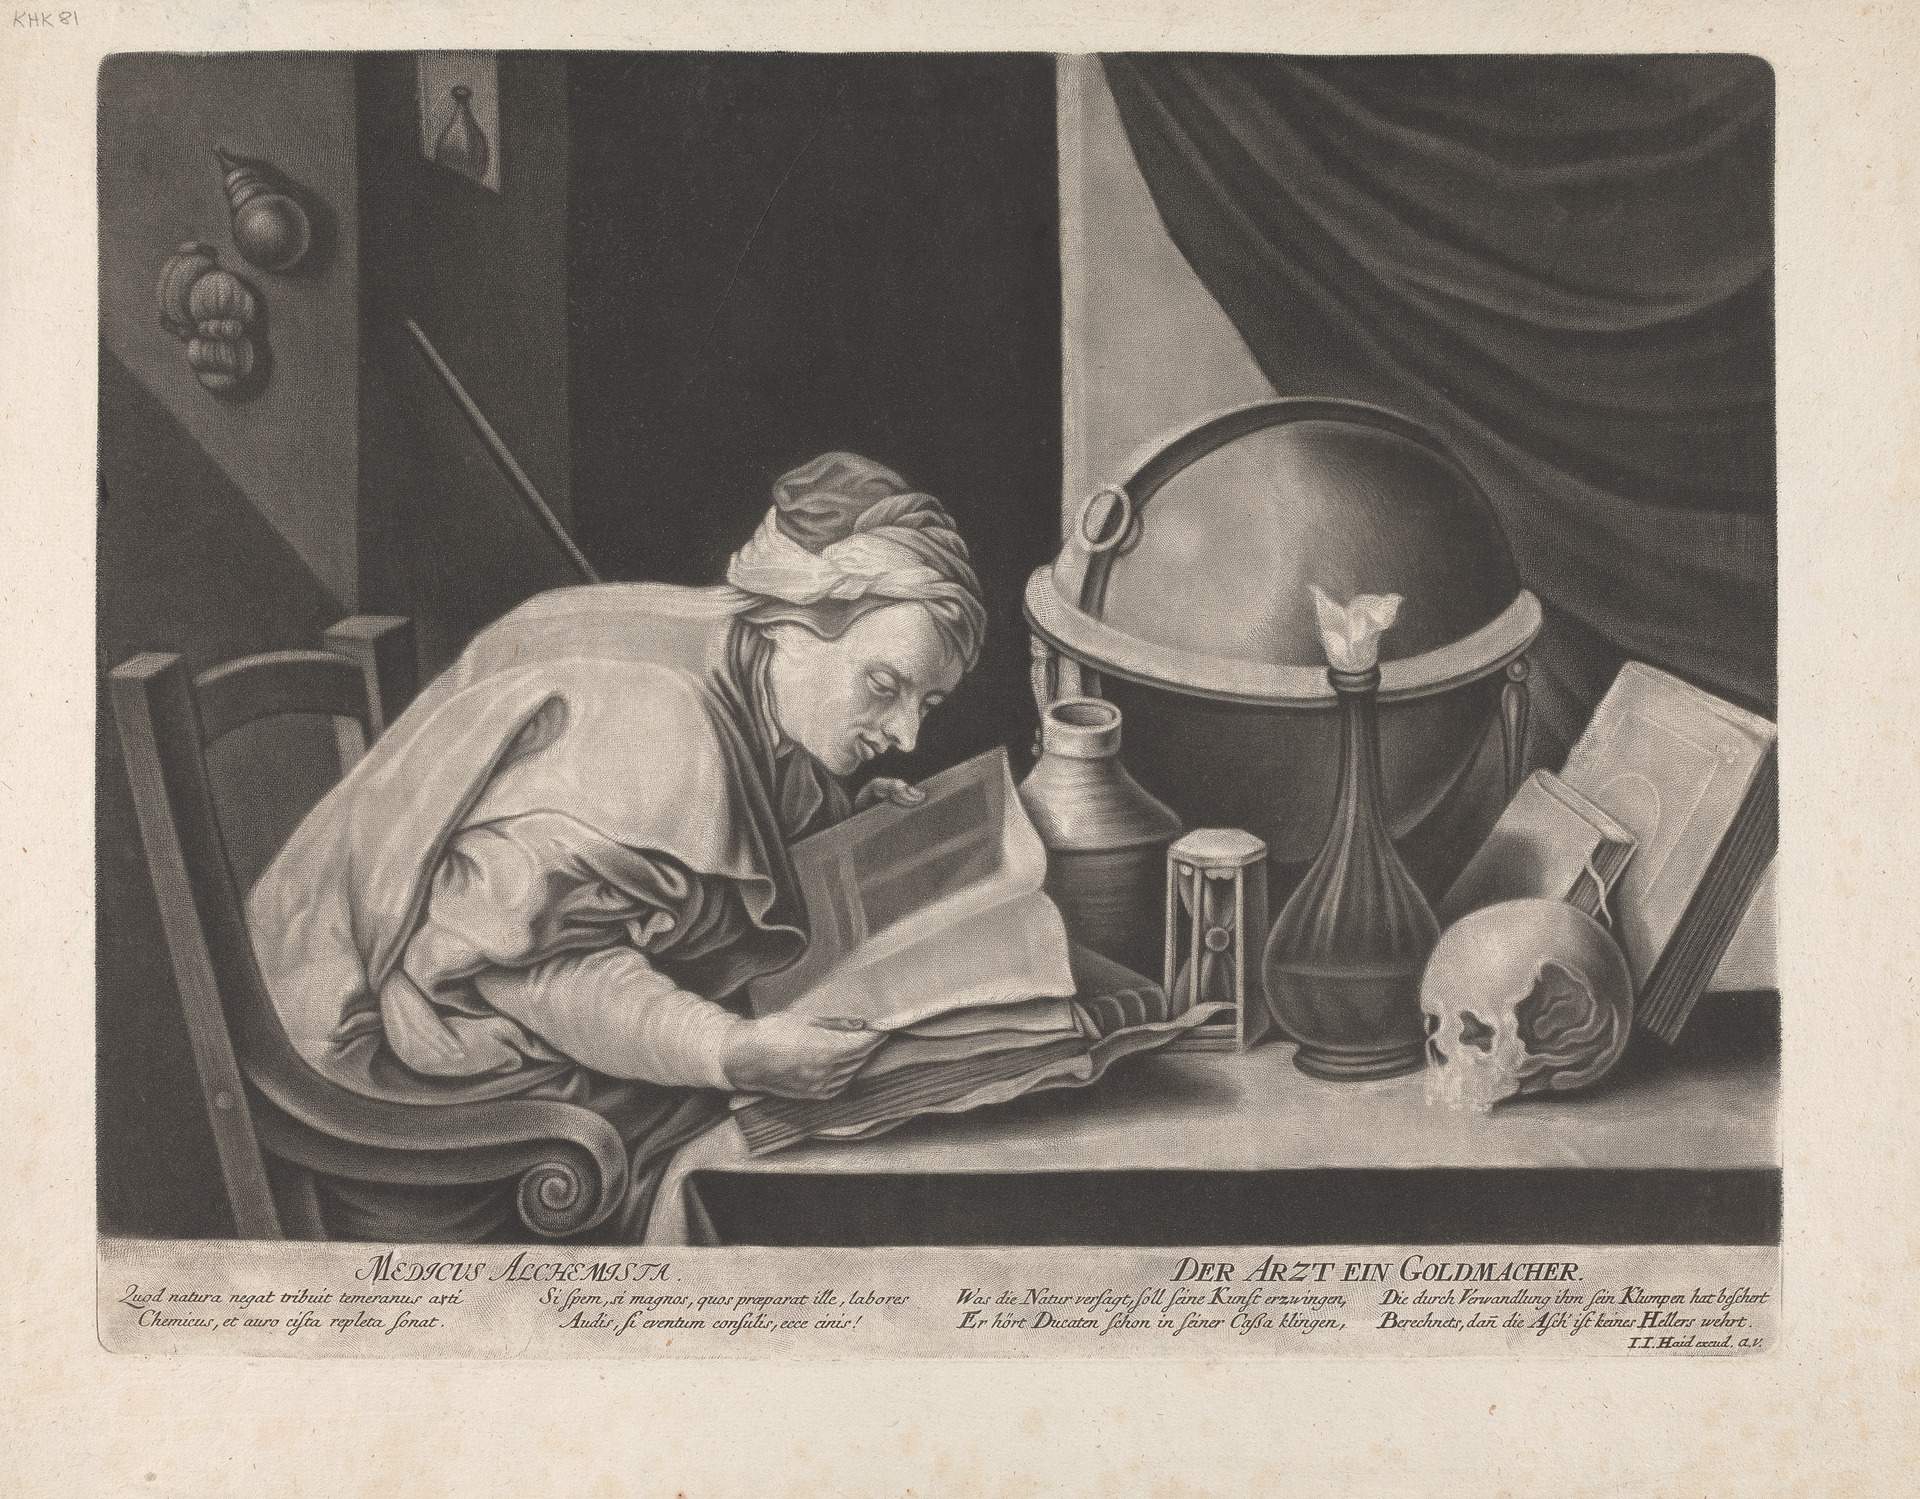 KHK 81
MEDICUS ALCHEMISTA.
Quod natura negat tribuit temeranus arti
Chemicus, et auro cista repleta sonat.
Si spem, si magnos, quos præparat ille, labores
Audis, si eventum consulis, ecce cinis!
DER ARZT EIN GOLDMACHER.
Was die Natur versagt, soll seine Kunst erzwingen,
Er hört Ducaten schon in seiner Cassa klingen,
Die durch Verwandlung ihm sein Klumpen hat beschert
Berechnets, dan̄ die Asch' ist keines Hellers wehrt.
I.I. Haid excud. A.V.